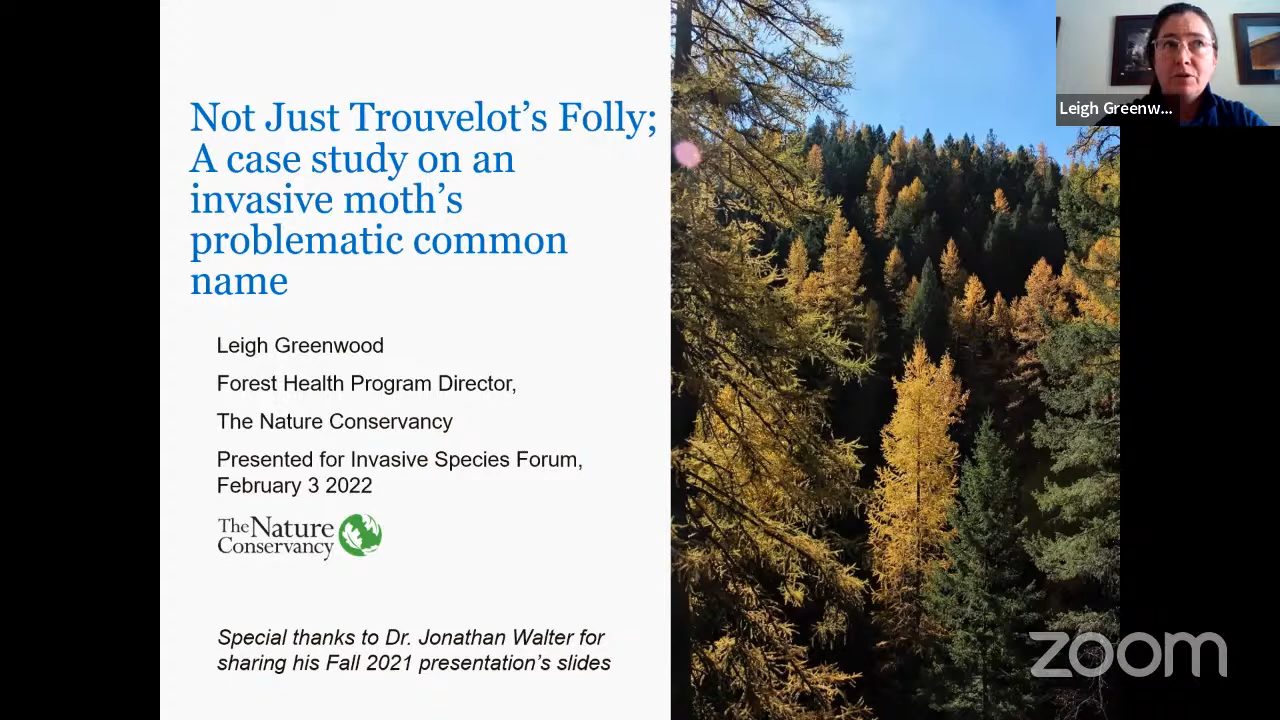 Not Just Trouvelot's Folly;
A case study on an
invasive moth's
problematic common
name
Leigh Greenwood
Forest Health Program Director,
The Nature Conservancy
Presented for Invasive Species Forum,
February 3 2022
The Nature
Conservancy
Special thanks to Dr. Jonathan Walter for
sharing his Fall 2021 presentation's slides
Leigh Greenw...
zoom